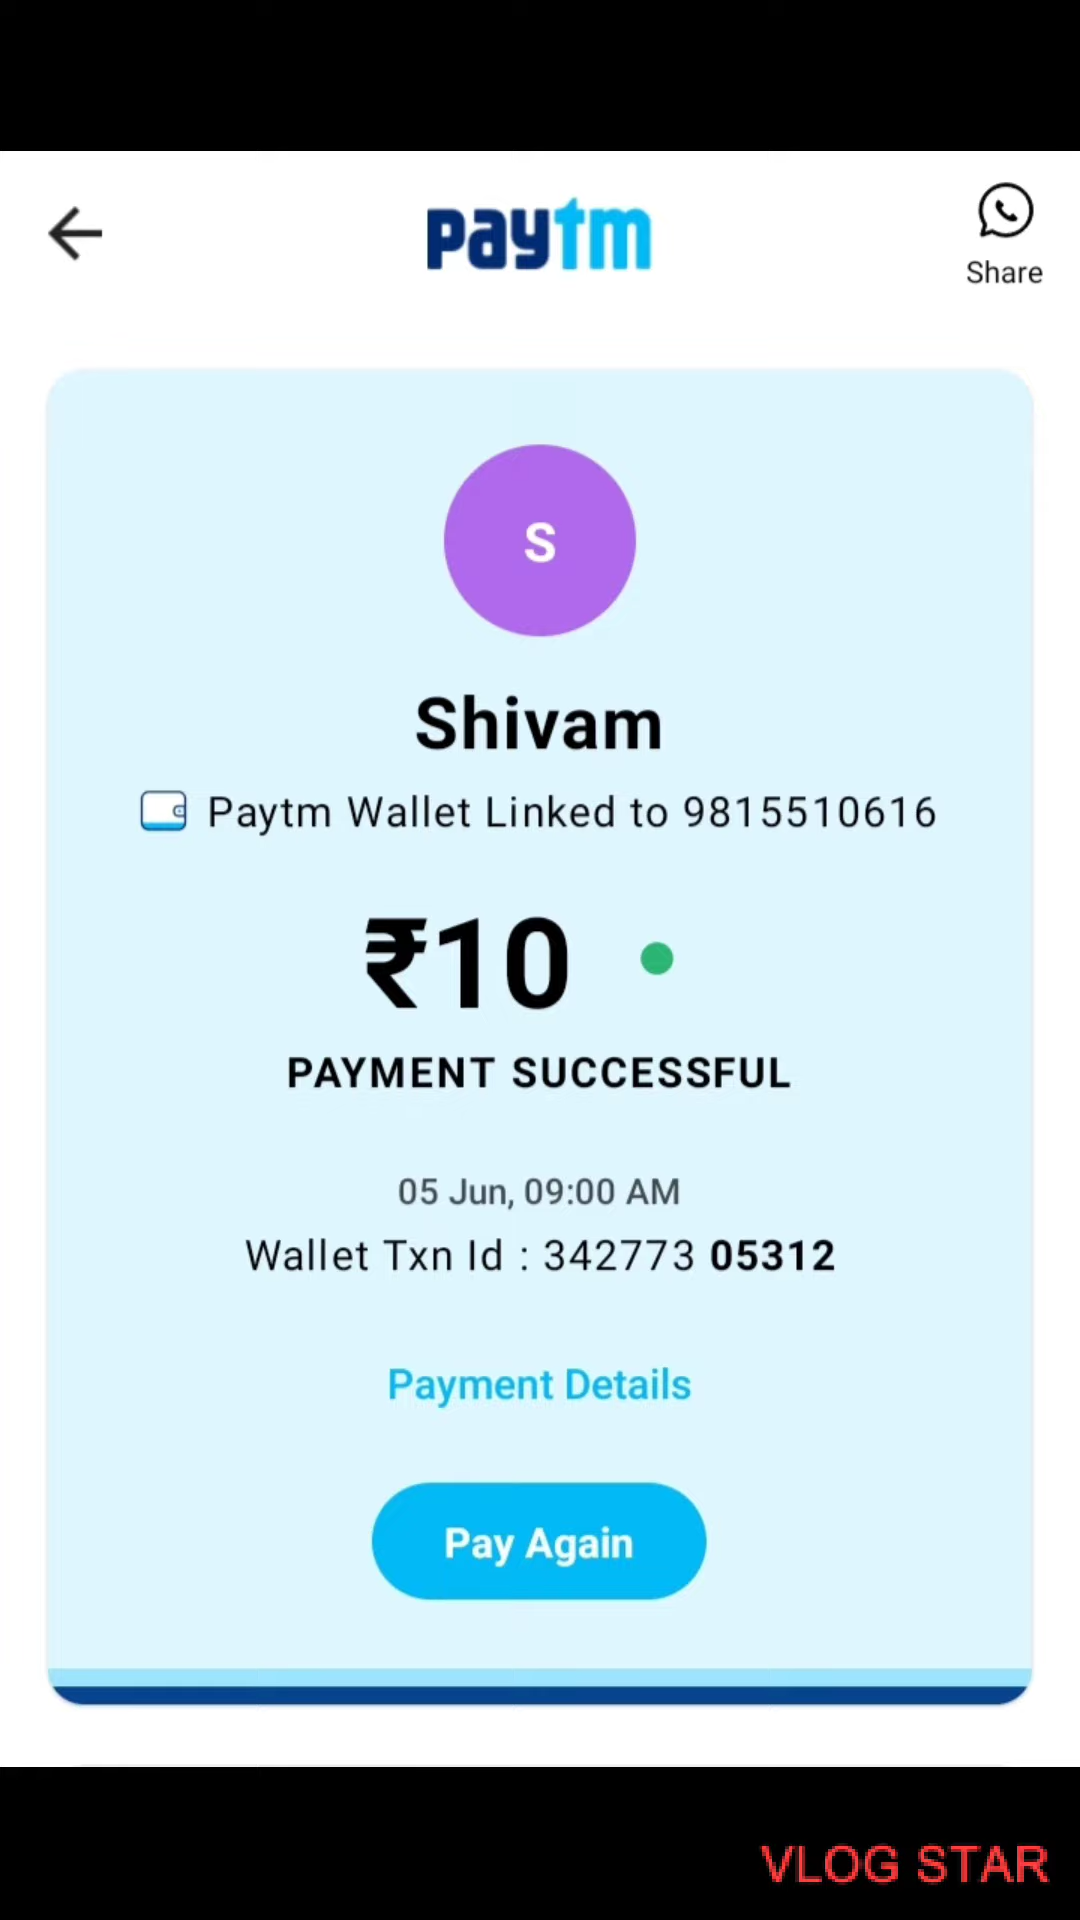 paytm
Share
S
Shivam
Paytm Wallet Linked to 9815510616
₹10
PAYMENT SUCCESSFUL
05 Jun, 09:00 AM
Wallet Txn Id : 342773 05312
Payment Details
Pay Again
VLOG STAR